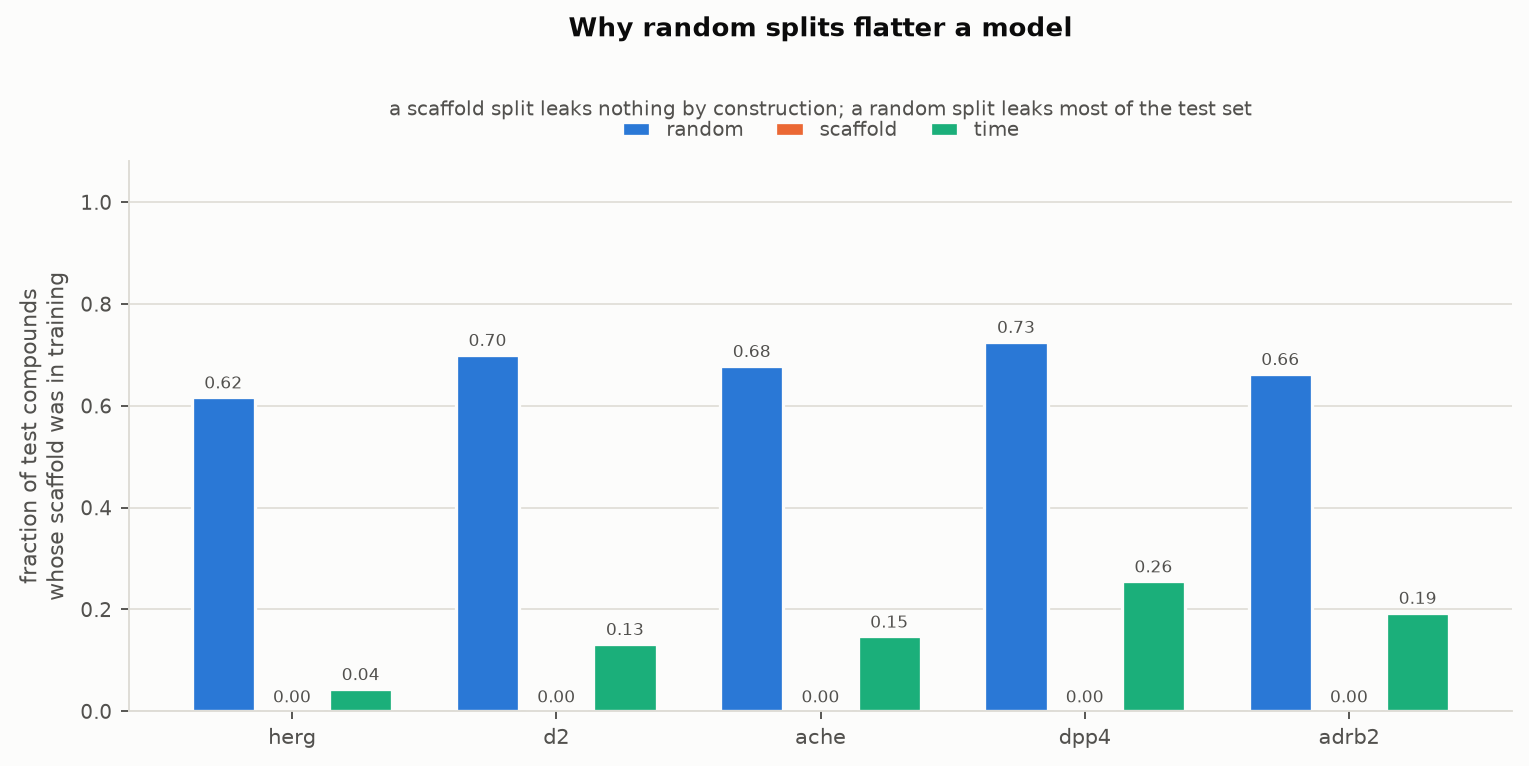 Why random splits flatter a model
a scaffold split leaks nothing by construction; a random split leaks most of the test set
random scaffold time
fraction of test compounds
whose scaffold was in training
1.0
0.8
0.6
0.4
0.2
0.0
0.62 0.00 0.04
0.70 0.00 0.13
0.68 0.00 0.15
0.73 0.00 0.26
0.66 0.00 0.19
herg d2 ache dpp4 adrb2